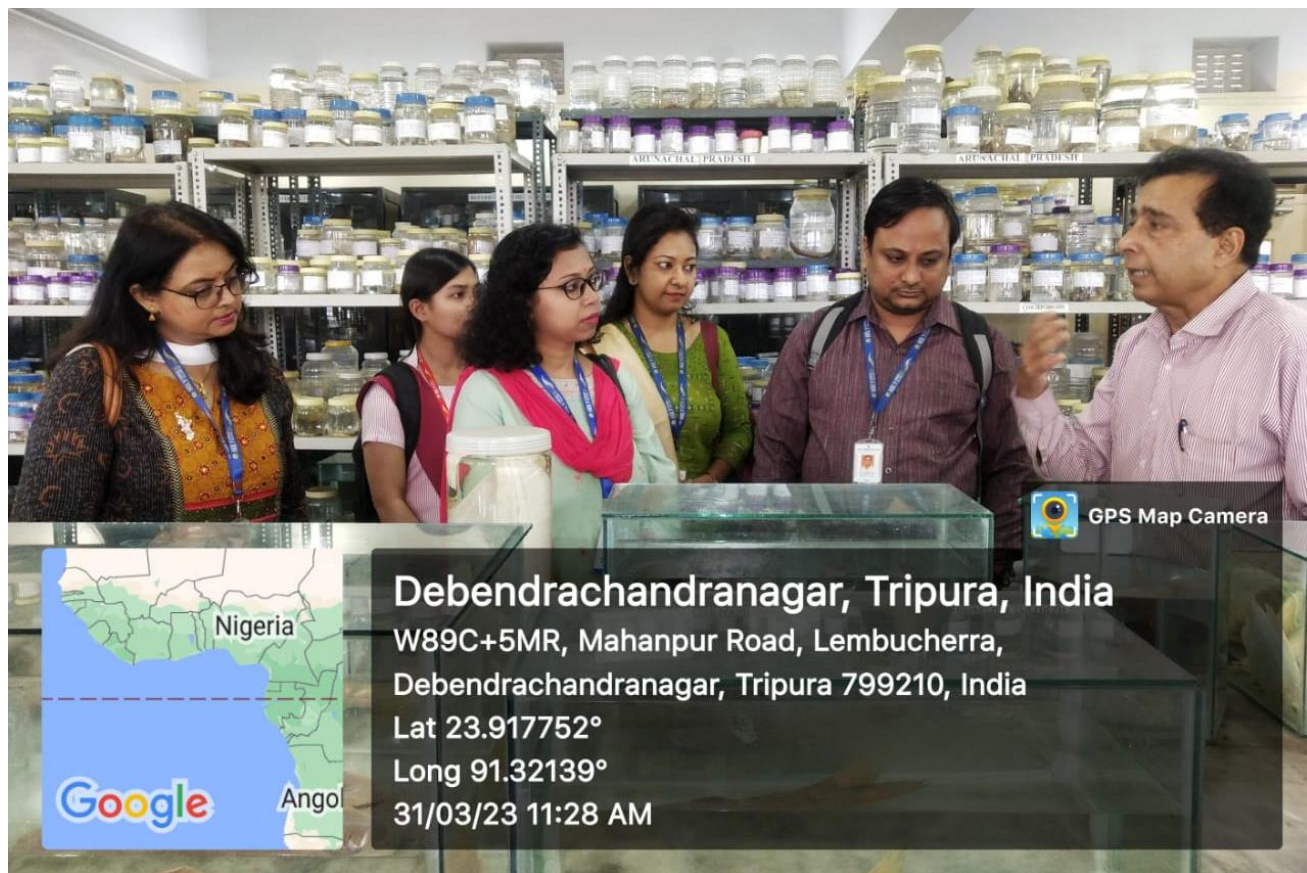 ARUNACHAL PRADESH
ARUNACHAL PRADESH
GPS Map Camera
Nigeria
Angol
Google
Debendrachandranagar, Tripura, India
W89C+5MR, Mahanpur Road, Lembucherra,
Debendrachandranagar, Tripura 799210, India
Lat 23.917752°
Long 91.32139°
31/03/23 11:28 AM